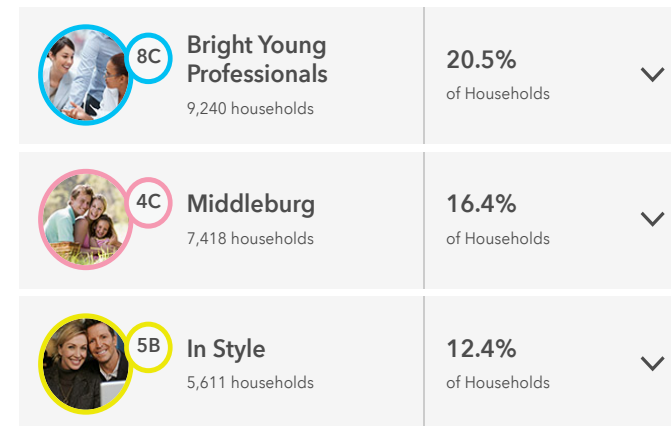 8C
Bright Young
Professionals
9,240 households
20.5%
of Households
4C
Middleburg
7,418 households
16.4%
of Households
5B
In Style
5,611 households
12.4%
of Households